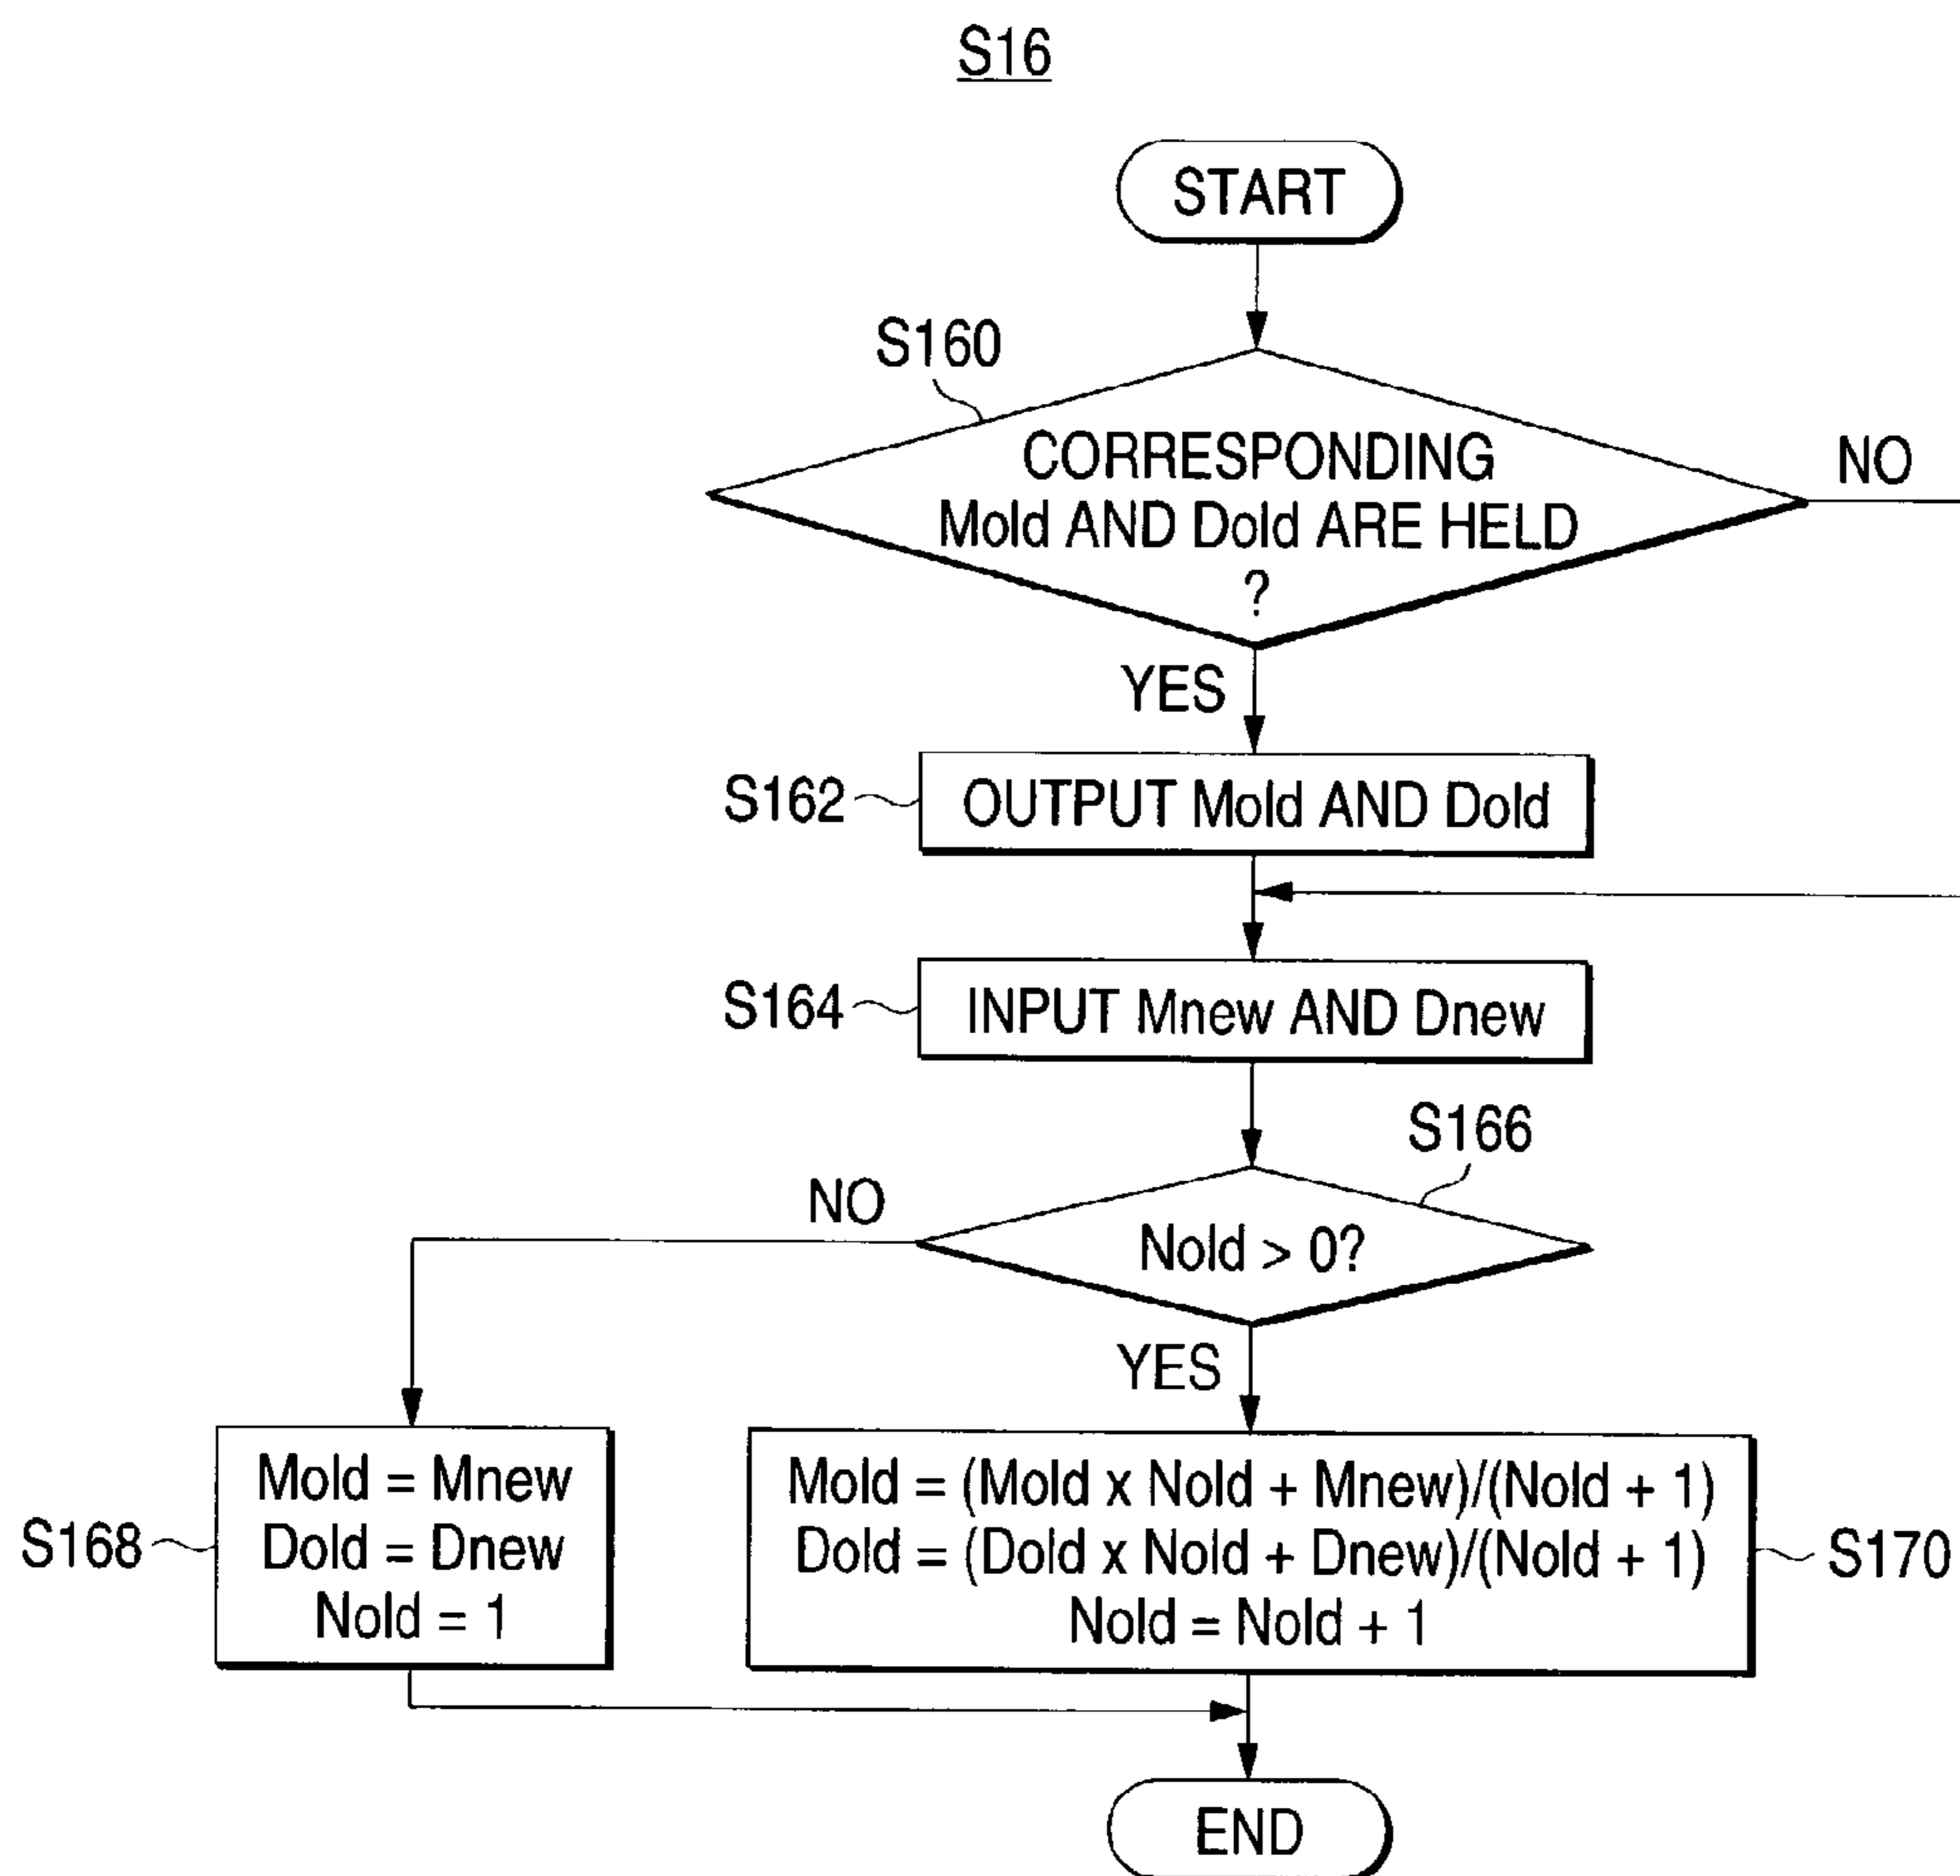 S16
START
S160
CORRESPONDING
Mold AND Dold ARE HELD
?
NO
YES
S162
OUTPUT Mold AND Dold
S164
INPUT Mnew AND Dnew
S166
NO
Nold > 0?
YES
S168
Mold = Mnew
Dold = Dnew
Nold = 1
Mold = (Mold x Nold + Mnew)/(Nold + 1)
Dold = (Dold x Nold + Dnew)/(Nold + 1)
Nold = Nold + 1
S170
END